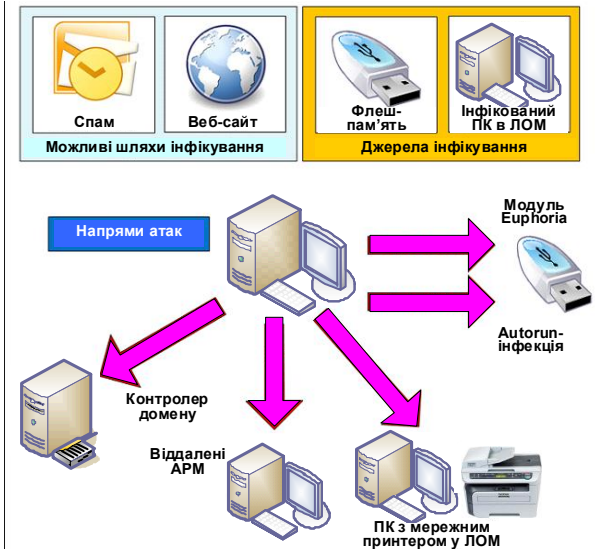 Спам
Веб-сайт
Можливі шляхи інфікування
Флеш-
пам’ять
Інфікований
ПК в ЛОМ
Джерела інфікування
Напрями атак
Модуль
Euphoria
Autorun-
інфекція
Контролер
домену
Віддалені
АРМ
ПК з мережним
принтером у ЛОМ